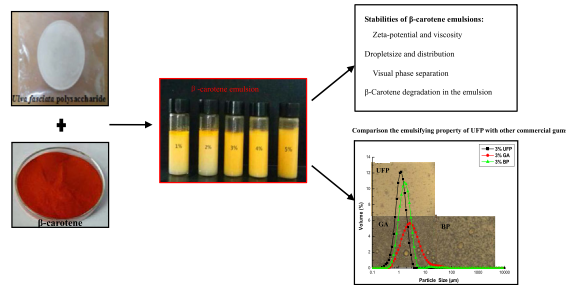 Ulva fasciata polysaccharide
β-carotene
β-carotene emulsion
1%
2%
3%
4%
5%
Stabilities of β-carotene emulsions:
Zeta-potential and viscosity
Dropletsize and distribution
Visual phase separation
β-Carotene degradation in the emulsion
Comparison the emulsifying property of UFP with other commercial gums
3% UFP
3% GA
3% BP
UFP
GA
BP
Volume (%)
14
12
10
8
6
4
2
0
0.1
1
10
100
1000
10000
Particle Size (μm)